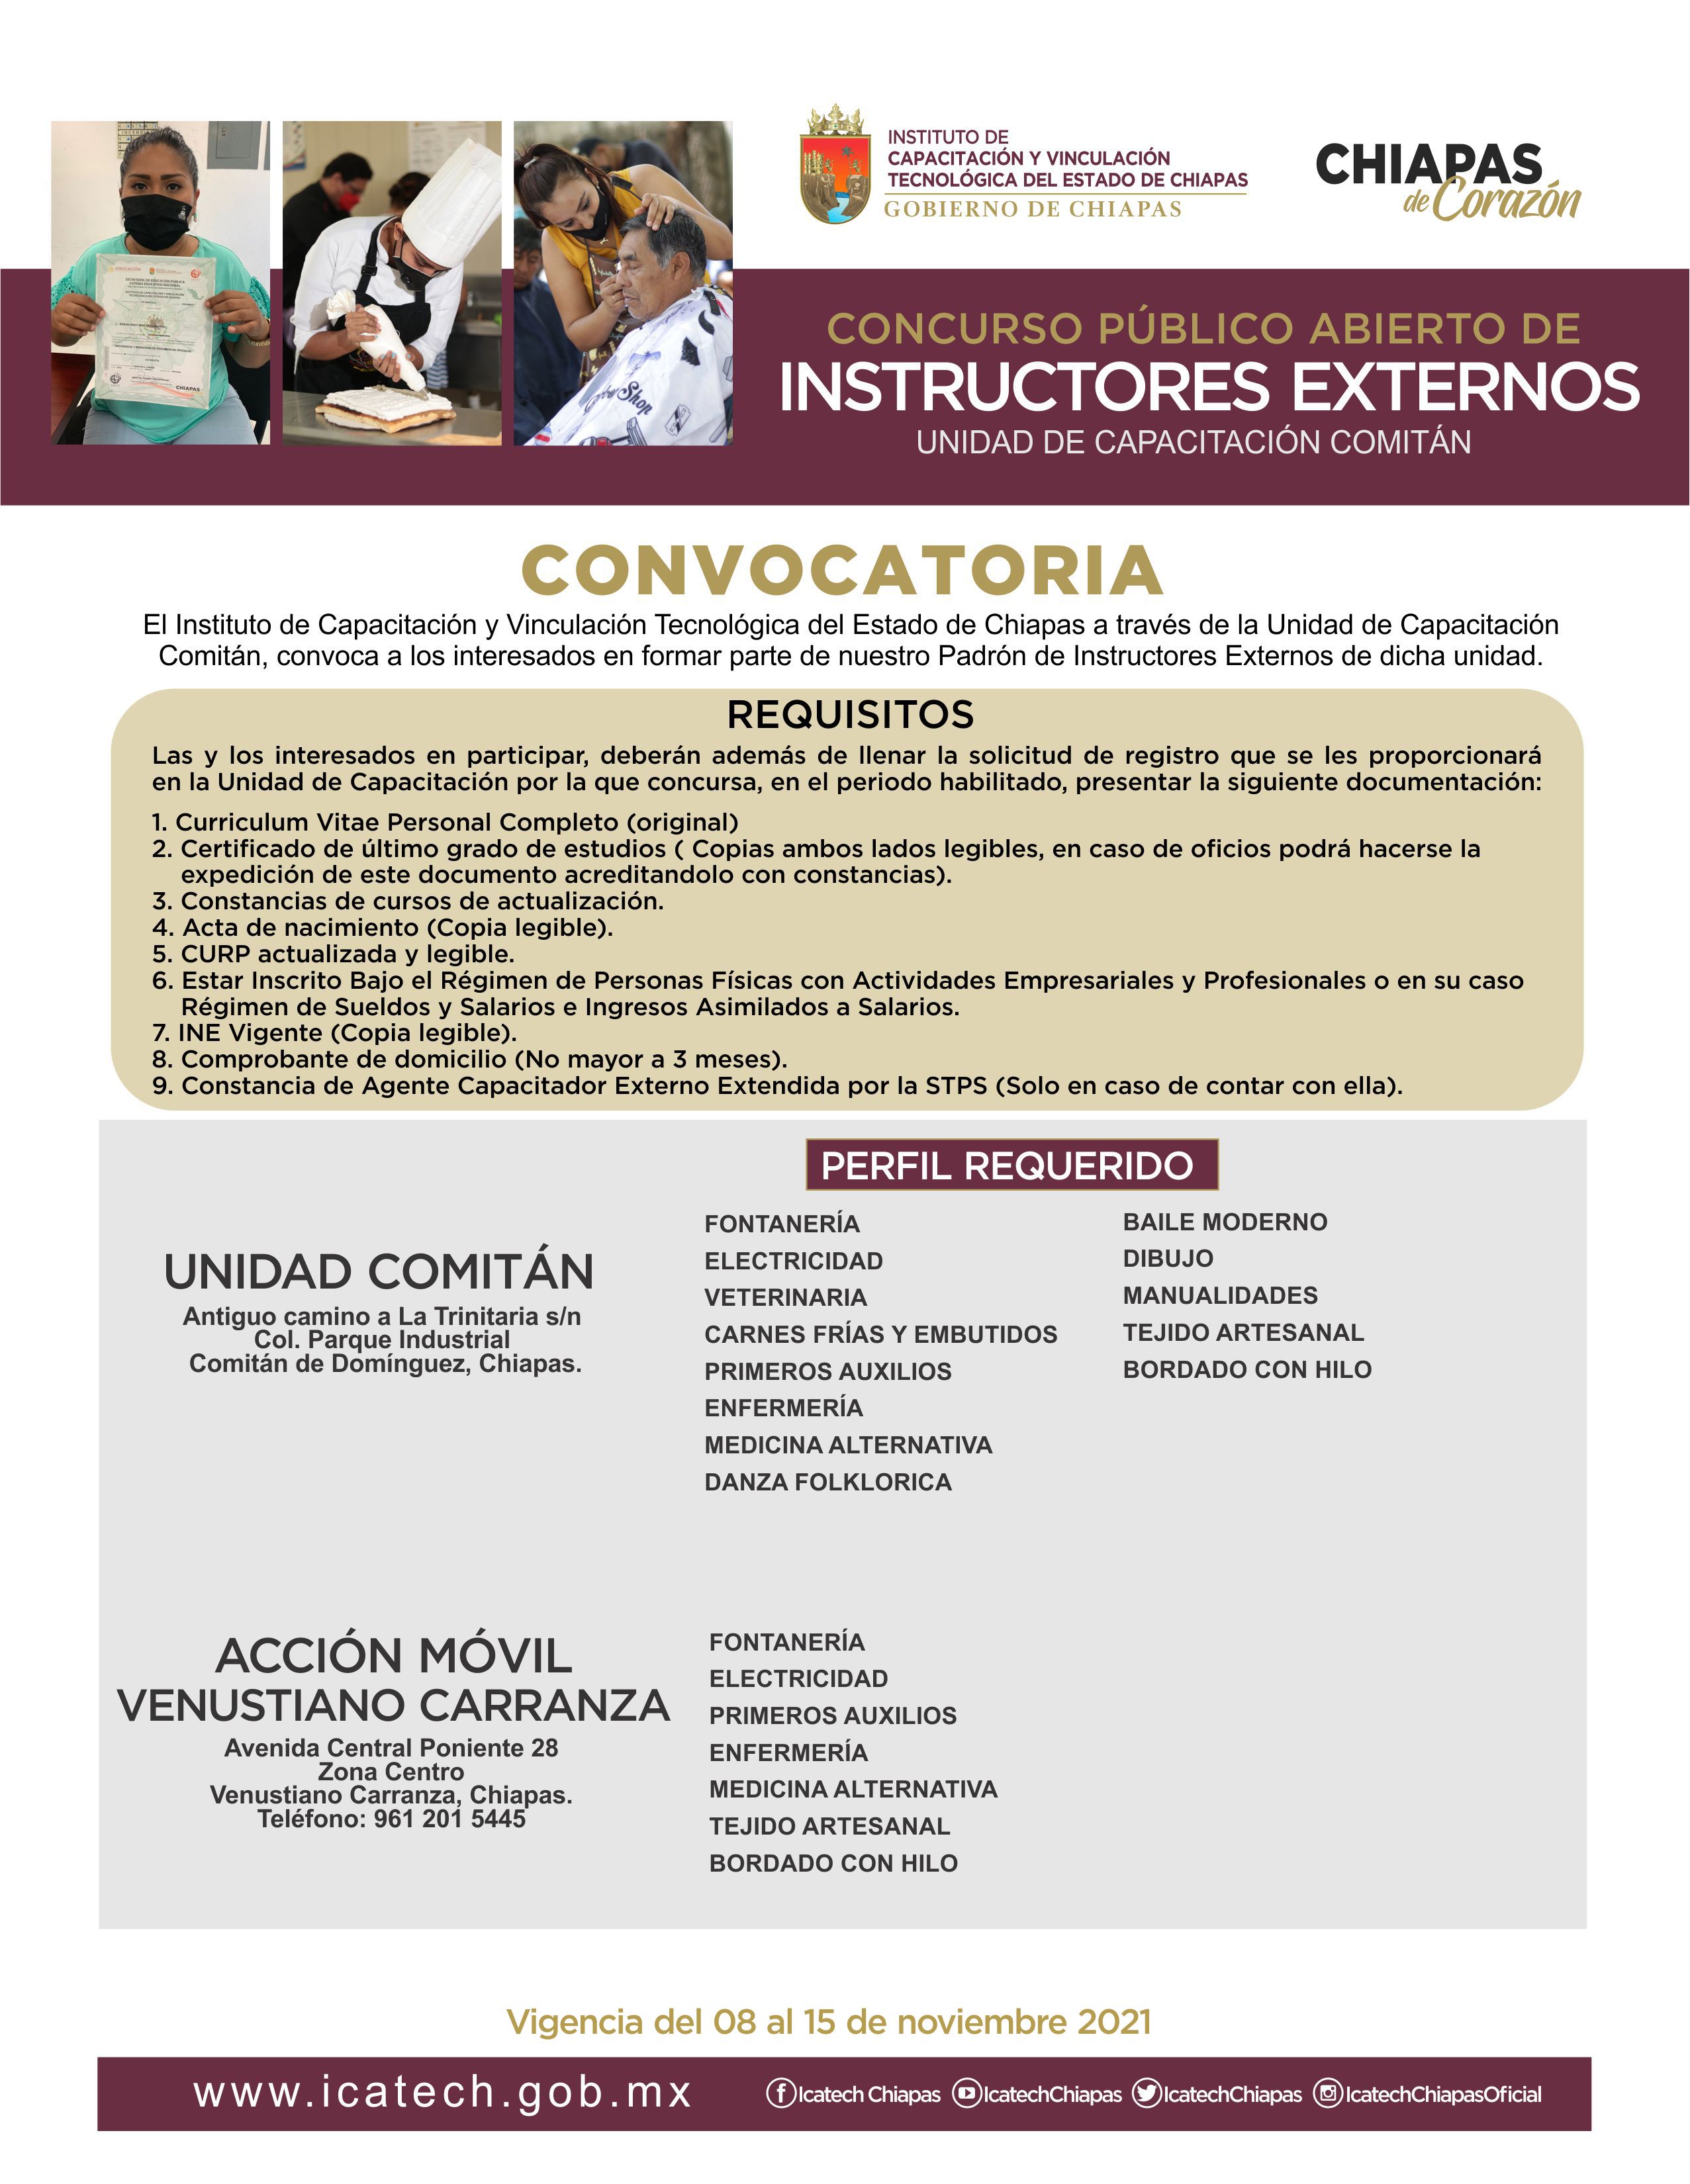 INSTITUTO DE
CAPACITACIÓN Y VINCULACIÓN
TECNOLÓGICA DEL ESTADO DE CHIAPAS
GOBIERNO DE CHIAPAS
CHIAPAS
de Corazón
CHIAPAS
Barber Shop
CONCURSO PÚBLICO ABIERTO DE
INSTRUCTORES EXTERNOS
UNIDAD DE CAPACITACIÓN COMITÁN
CONVOCATORIA
El Instituto de Capacitación y Vinculación Tecnológica del Estado de Chiapas a través de la Unidad de Capacitación
Comitán, convoca a los interesados en formar parte de nuestro Padrón de Instructores Externos de dicha unidad.
REQUISITOS
Las y los interesados en participar, deberán además de llenar la solicitud de registro que se les proporcionará
en la Unidad de Capacitación por la que concursa, en el periodo habilitado, presentar la siguiente documentación:
1. Curriculum Vitae Personal Completo (original)
2. Certificado de último grado de estudios ( Copias ambos lados legibles, en caso de oficios podrá hacerse la
expedición de este documento acreditandolo con constancias).
3. Constancias de cursos de actualización.
4. Acta de nacimiento (Copia legible).
5. CURP actualizada y legible.
6. Estar Inscrito Bajo el Régimen de Personas Físicas con Actividades Empresariales y Profesionales o en su caso
Régimen de Sueldos y Salarios e Ingresos Asimilados a Salarios.
7. INE Vigente (Copia legible).
8. Comprobante de domicilio (No mayor a 3 meses).
9. Constancia de Agente Capacitador Externo Extendida por la STPS (Solo en caso de contar con ella).
PERFIL REQUERIDO
UNIDAD COMITÁN
Antiguo camino a La Trinitaria s/n
Col. Parque Industrial
Comitán de Domínguez, Chiapas.
FONTANERÍA
ELECTRICIDAD
VETERINARIA
CARNES FRÍAS Y EMBUTIDOS
PRIMEROS AUXILIOS
ENFERMERÍA
MEDICINA ALTERNATIVA
DANZA FOLKLORICA
BAILE MODERNO
DIBUJO
MANUALIDADES
TEJIDO ARTESANAL
BORDADO CON HILO
ACCIÓN MÓVIL
VENUSTIANO CARRANZA
Avenida Central Poniente 28
Zona Centro
Venustiano Carranza, Chiapas.
Teléfono: 961 201 5445
FONTANERÍA
ELECTRICIDAD
PRIMEROS AUXILIOS
ENFERMERÍA
MEDICINA ALTERNATIVA
TEJIDO ARTESANAL
BORDADO CON HILO
Vigencia del 08 al 15 de noviembre 2021
www.icatech.gob.mx
Icatech Chiapas IcatechChiapas IcatechChiapas IcatechChiapasOficial